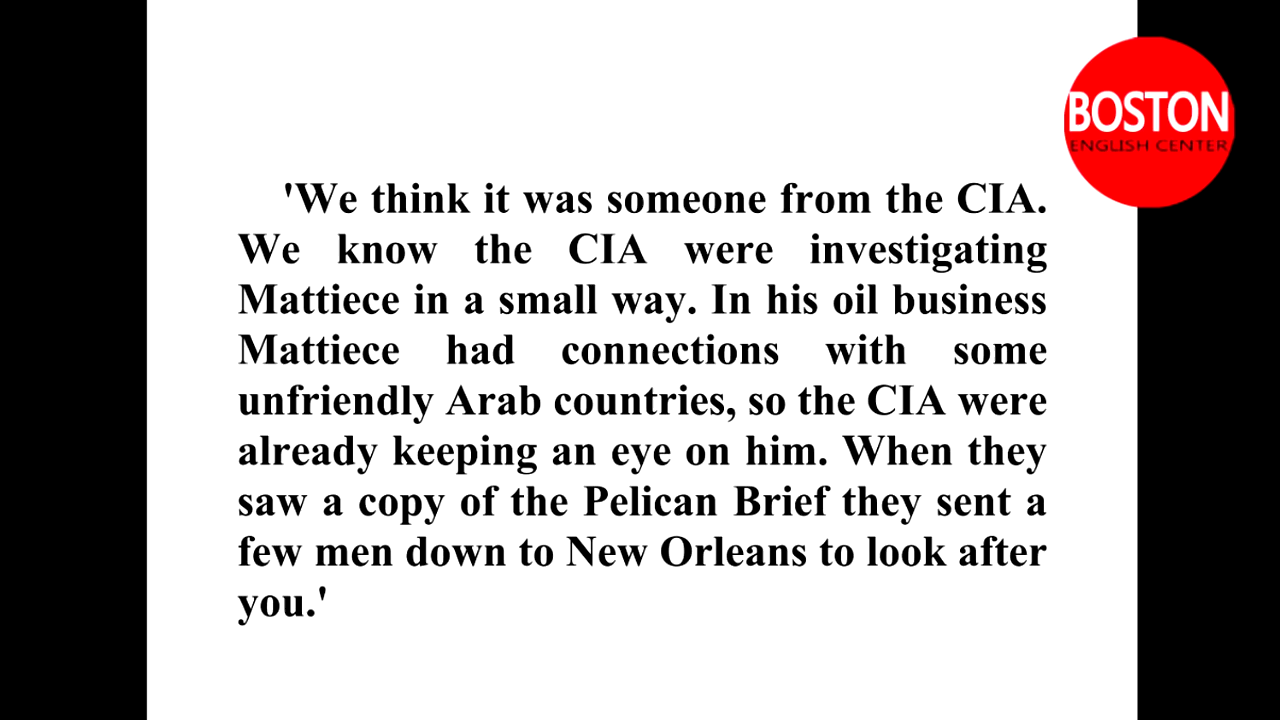 BOSTON
ENGLISH CENTER
'We think it was someone from the CIA.
We know the CIA were investigating
Mattiece in a small way. In his oil business
Mattiece had connections with some
unfriendly Arab countries, so the CIA were
already keeping an eye on him. When they
saw a copy of the Pelican Brief they sent a
few men down to New Orleans to look after
you.'